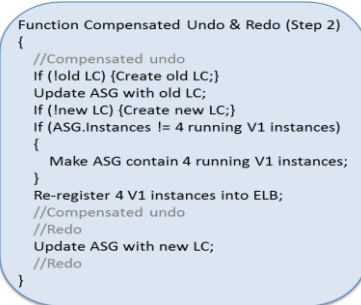 Function Compensated Undo & Redo (Step 2)
{
//Compensated undo
If (!old LC) {Create old LC;}
Update ASG with old LC;
If (!new LC) {Create new LC;}
If (ASG.Instances != 4 running V1 instances)
{
Make ASG contain 4 running V1 instances;
}
Re-register 4 V1 instances into ELB;
//Compensated undo
//Redo
Update ASG with new LC;
//Redo
}